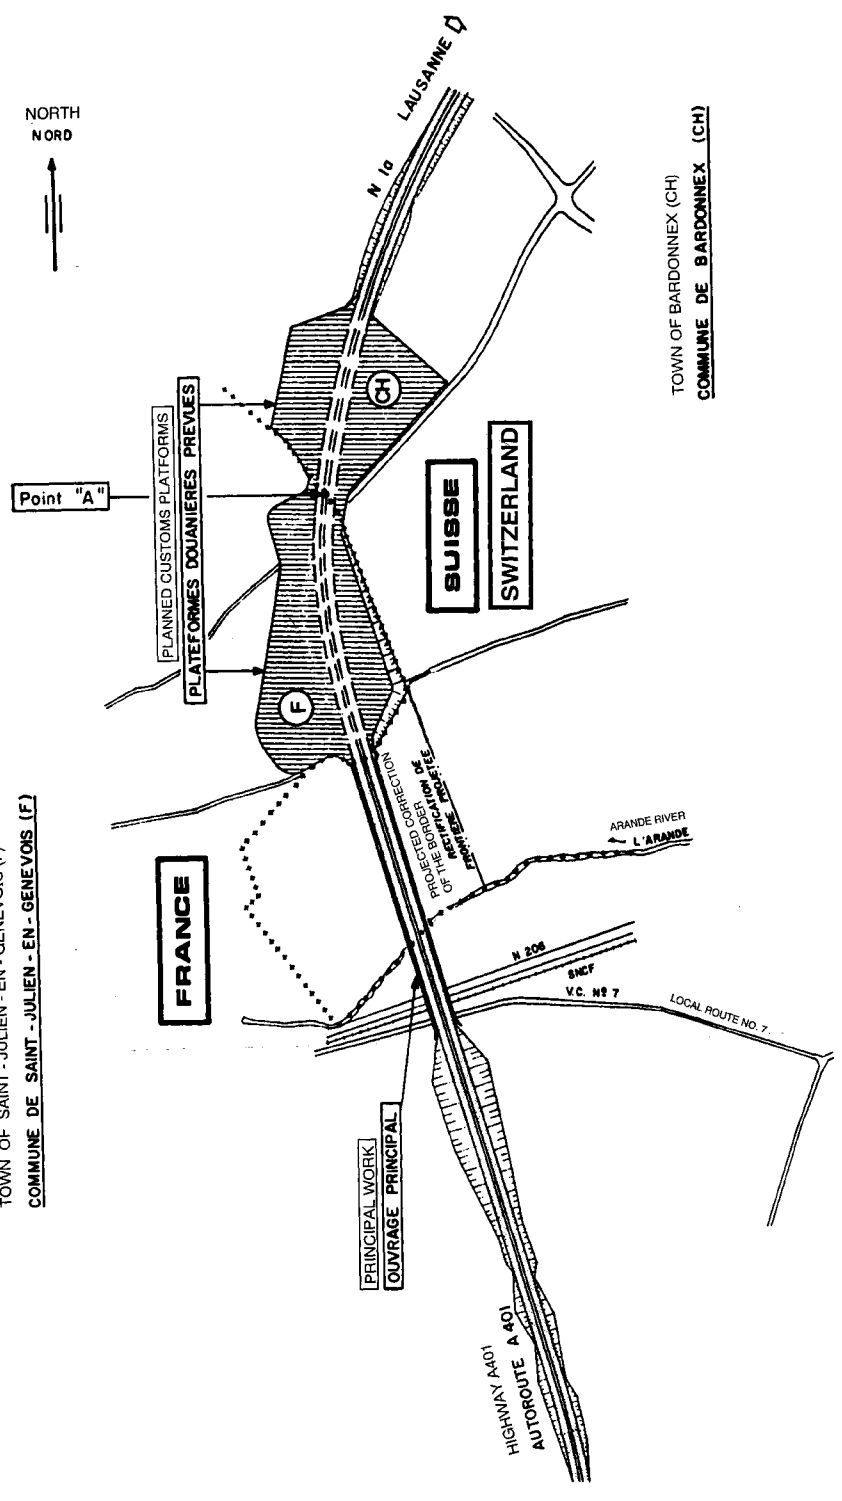 NORTH
NORD
LAUSANNE
N 1a
TOWN OF BARDONNEX (CH)
COMMUNE DE BARDONNEX (CH)
Point "A"
PLANNED CUSTOMS PLATFORMS
PLATEFORMES DOUANIERES PREVUES
CH
SUISSE
SWITZERLAND
F
PROJECTED CORRECTION
OF THE BORDER
RECTIFICATION DE
FRONTIERE PROJETEE
ARANDE RIVER
L'ARANDE
FRANCE
TOWN OF SAINT - JULIEN - EN - GENEVOIS (F)
COMMUNE DE SAINT - JULIEN - EN - GENEVOIS (F)
N 206
SNCF
V.C. Nº 7
LOCAL ROUTE NO. 7
PRINCIPAL WORK
OUVRAGE PRINCIPAL
HIGHWAY A401
AUTOROUTE A 401